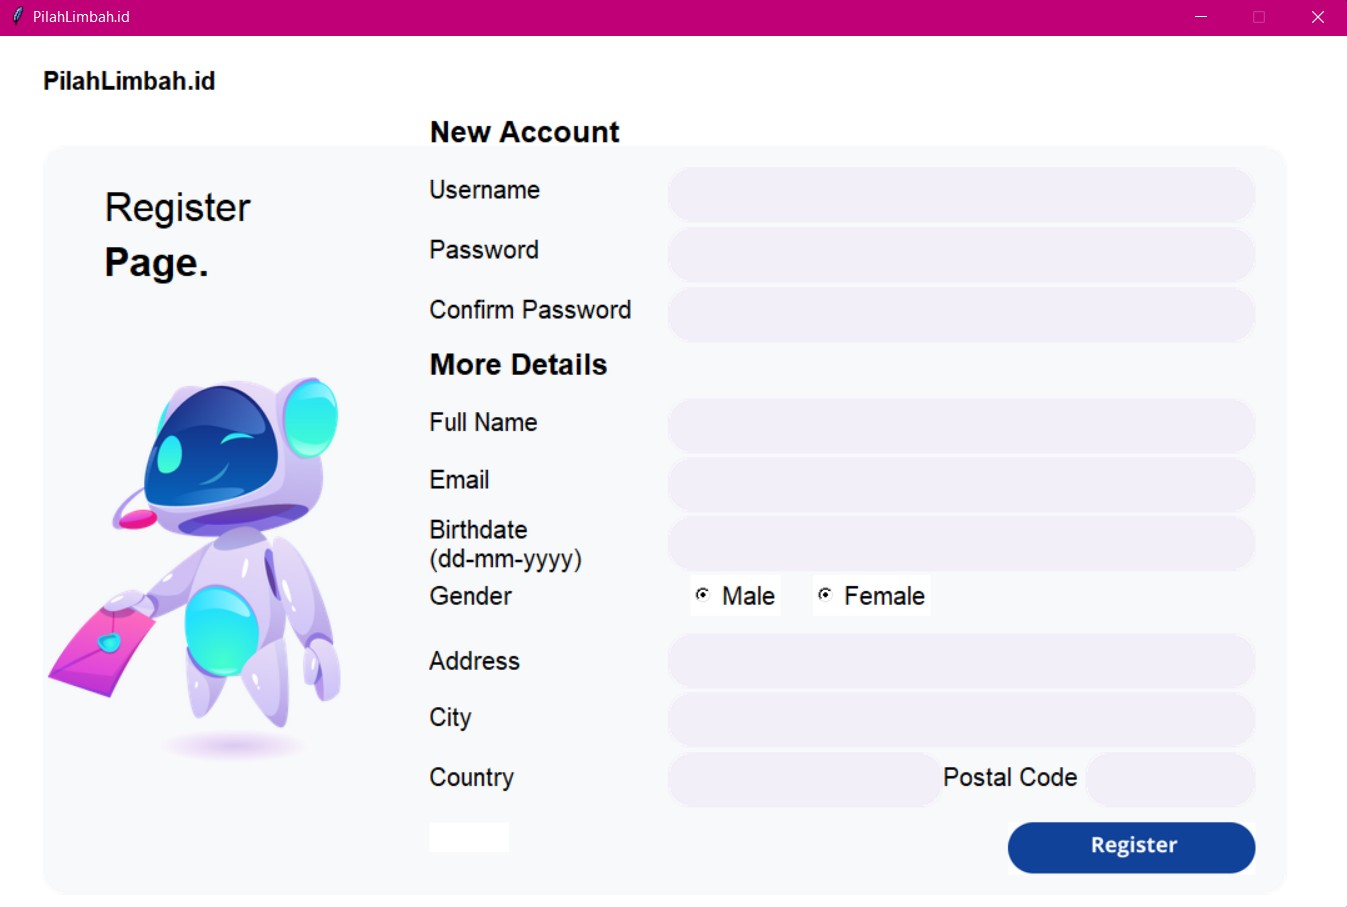 PilahLimbah.id
PilahLimbah.id
New Account
Register
Page.
Username
Password
Confirm Password
More Details
Full Name
Email
Birthdate
(dd-mm-yyyy)
Gender
Male
Female
Address
City
Country
Postal Code
Register